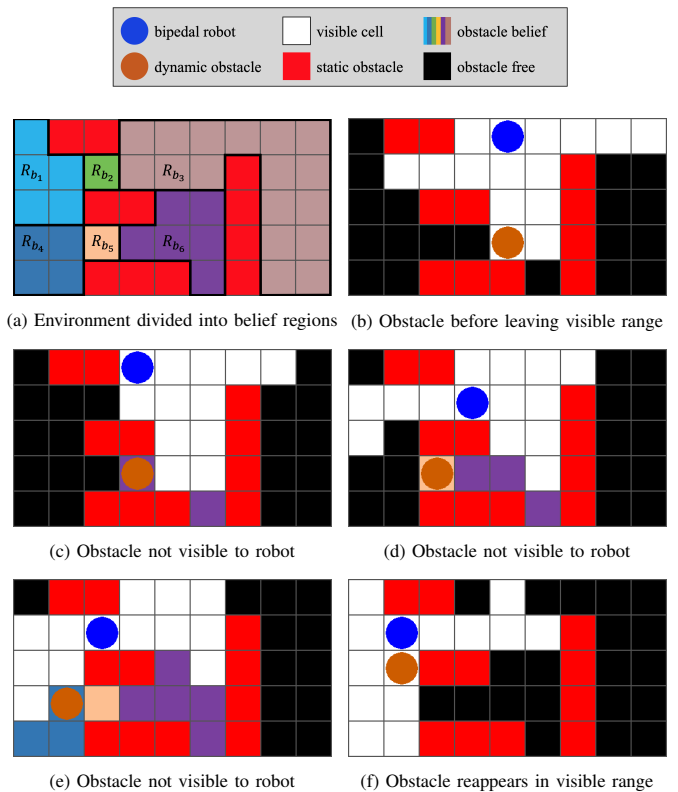 bipedal robot visible cell obstacle belief
dynamic obstacle static obstacle obstacle free
R_{b_1} R_{b_2} R_{b_3}
R_{b_4} R_{b_5} R_{b_6}
(a) Environment divided into belief regions (b) Obstacle before leaving visible range
(c) Obstacle not visible to robot (d) Obstacle not visible to robot
(e) Obstacle not visible to robot (f) Obstacle reappears in visible range